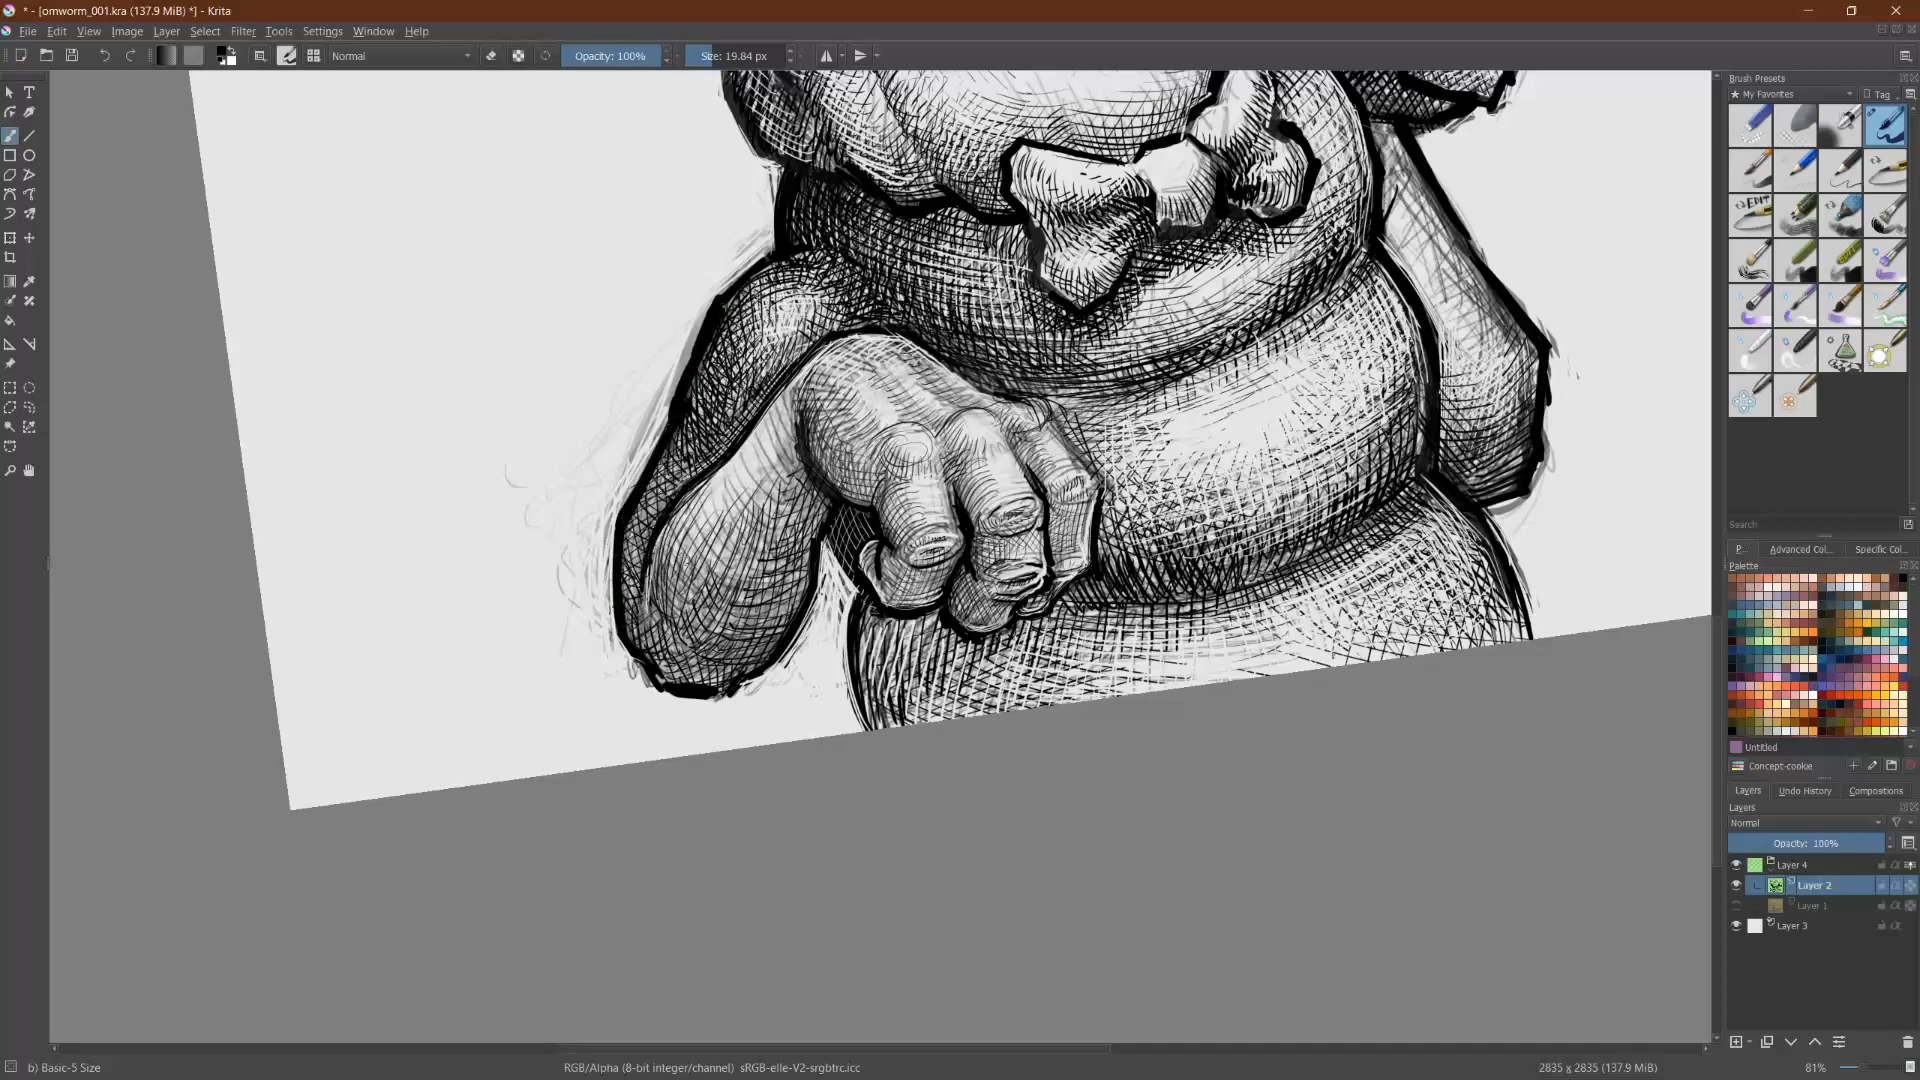 * - [omworm_001.kra (137.9 MiB) *] - Krita
File Edit View Image Layer Select Filter Tools Settings Window Help
Normal
Opacity: 100%
Size: 19.84 px
Brush Presets
★ My Favorites
Tag
Search
P...
Advanced Col...
Specific Col...
Palette
Untitled
Concept-cookie
Layers
Undo History
Compositions
Layers
Normal
Opacity: 100%
Layer 4
Layer 2
Layer 1
Layer 3
b) Basic-5 Size
RGB/Alpha (8-bit integer/channel) sRGB-elle-V2-srgbtrc.icc
2835 x 2835 (137.9 MiB)
81%